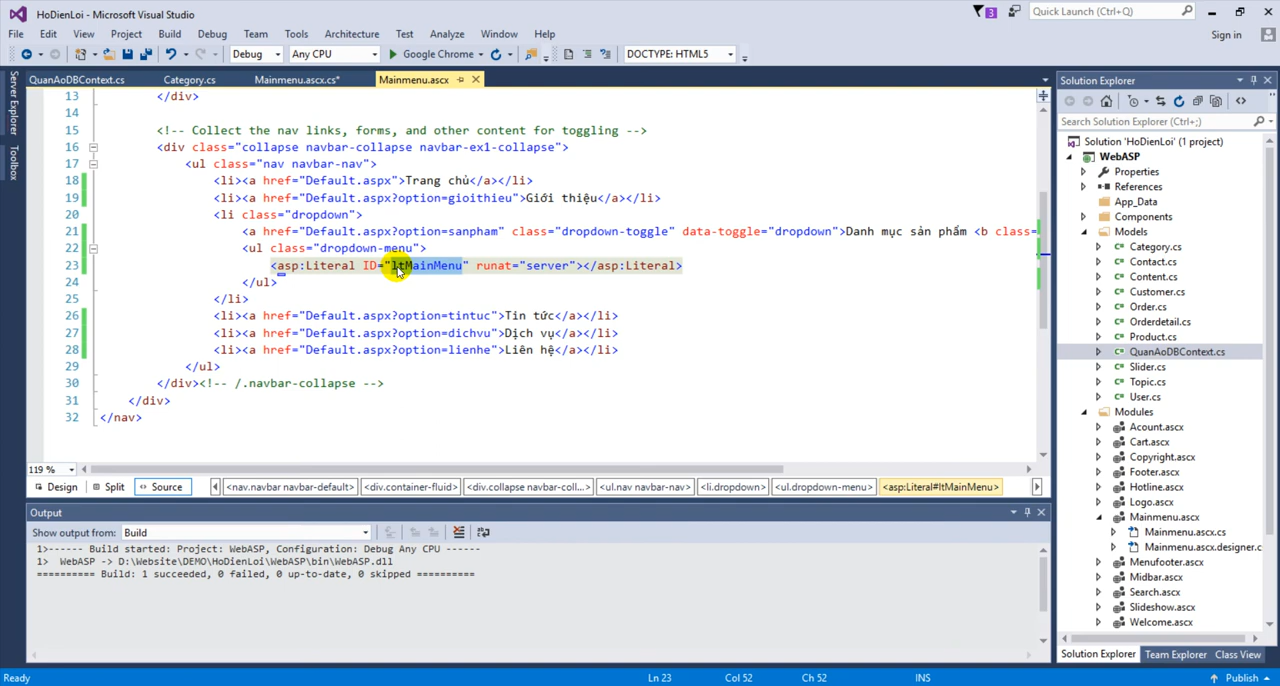 HoDienLoi - Microsoft Visual Studio
3
Quick Launch (Ctrl+;)
File Edit View Project Build Debug Team Tools Architecture Test Analyze Window Help
Sign in
Debug Any CPU Google Chrome DOCTYPE: HTML5
Server Explorer
Toolbox
QuanAoDBContext.cs Category.cs Mainmenu.ascx.cs* Mainmenu.ascx
13 </div>
14
15 <!-- Collect the nav links, forms, and other content for toggling -->
16 <div class="collapse navbar-collapse navbar-ex1-collapse">
17 <ul class="nav navbar-nav">
18 <li><a href="Default.aspx">Trang chủ</a></li>
19 <li><a href="Default.aspx?option=gioithieu">Giới thiệu</a></li>
20 <li class="dropdown">
21 <a href="Default.aspx?option=sanpham" class="dropdown-toggle" data-toggle="dropdown">Danh mục sản phẩm <b class=
22 <ul class="dropdown-menu">
23 <asp:Literal ID="ltMainMenu" runat="server"></asp:Literal>
24 </ul>
25 </li>
26 <li><a href="Default.aspx?option=tintuc">Tin tức</a></li>
27 <li><a href="Default.aspx?option=dichvu">Dịch vụ</a></li>
28 <li><a href="Default.aspx?option=lienhe">Liên hệ</a></li>
29 </ul>
30 </div><!-- /.navbar-collapse -->
31 </div>
32 </nav>
119 %
Design Split Source <nav.navbar navbar-default> <div.container-fluid> <div.collapse navbar-coll...> <ul.nav navbar-nav> <li.dropdown> <ul.dropdown-menu> <asp:Literal#ltMainMenu>
Output
Show output from: Build
1>------ Build started: Project: WebASP, Configuration: Debug Any CPU ------
1> WebASP -> D:\Website\DEMO\HoDienLoi\WebASP\bin\WebASP.dll
========== Build: 1 succeeded, 0 failed, 0 up-to-date, 0 skipped ==========
Solution Explorer
Search Solution Explorer (Ctrl+;)
Solution 'HoDienLoi' (1 project)
WebASP
Properties
References
App_Data
Components
Models
Category.cs
Contact.cs
Content.cs
Customer.cs
Order.cs
Orderdetail.cs
Product.cs
QuanAoDBContext.cs
Slider.cs
Topic.cs
User.cs
Modules
Acount.ascx
Cart.ascx
Copyright.ascx
Footer.ascx
Hotline.ascx
Logo.ascx
Mainmenu.ascx
Mainmenu.ascx.cs
Mainmenu.ascx.designer.c
Menufooter.ascx
Midbar.ascx
Search.ascx
Slideshow.ascx
Welcome.ascx
Solution Explorer Team Explorer Class View
Ready Ln 23 Col 52 Ch 52 INS Publish